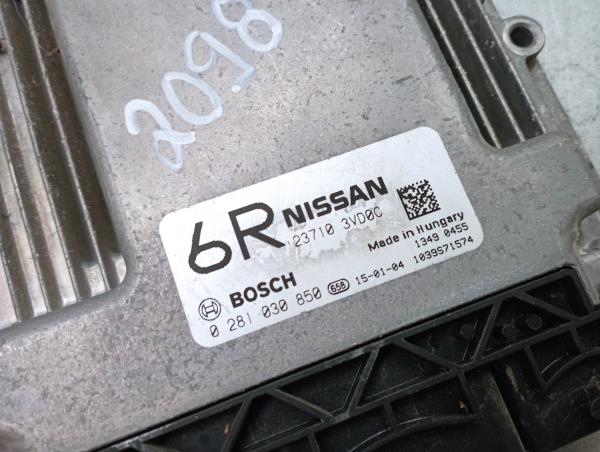 2098
6R NISSAN
23710 3VD0C
Made in Hungary
1349 0455
BOSCH
0 281 030 850 658 15-01-04 1039S71574